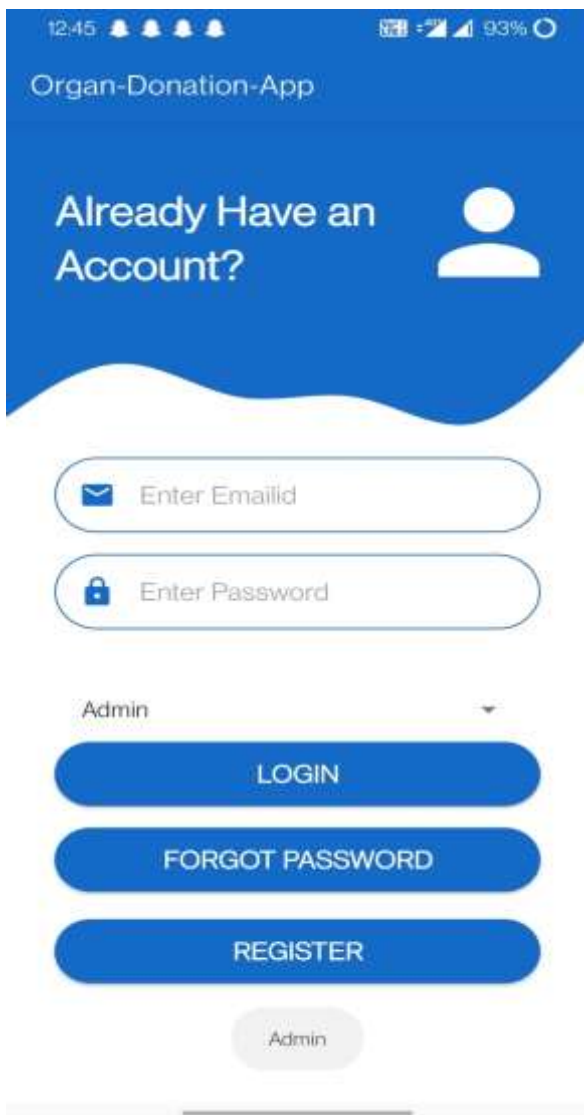 12:45 93%
Organ-Donation-App
Already Have an
Account?
Enter Emailid
Enter Password
Admin
LOGIN
FORGOT PASSWORD
REGISTER
Admin